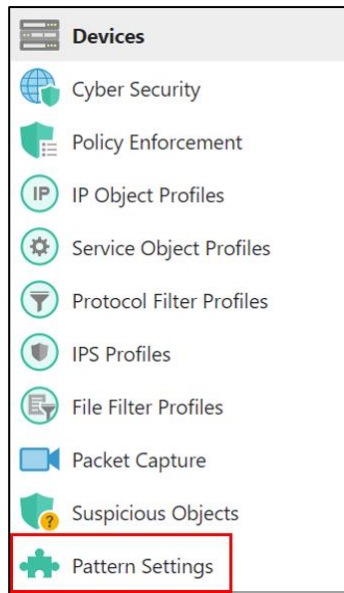 Devices
Cyber Security
Policy Enforcement
IP IP Object Profiles
Service Object Profiles
Protocol Filter Profiles
IPS Profiles
File Filter Profiles
Packet Capture
? Suspicious Objects
Pattern Settings